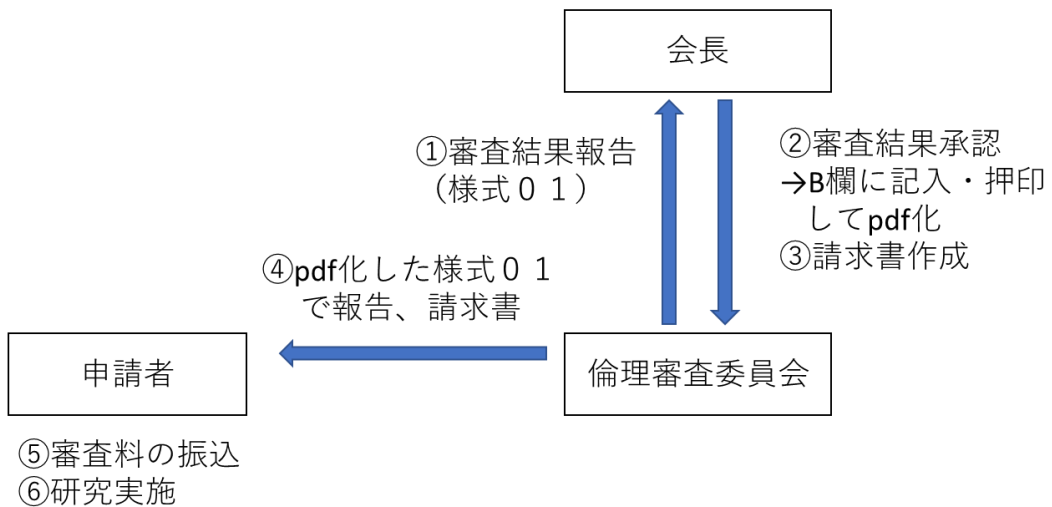 会長
①審査結果報告
（様式０１）
②審査結果承認
→B欄に記入・押印
してpdf化
③請求書作成
④pdf化した様式０１
で報告、請求書
申請者
倫理審査委員会
⑤審査料の振込
⑥研究実施